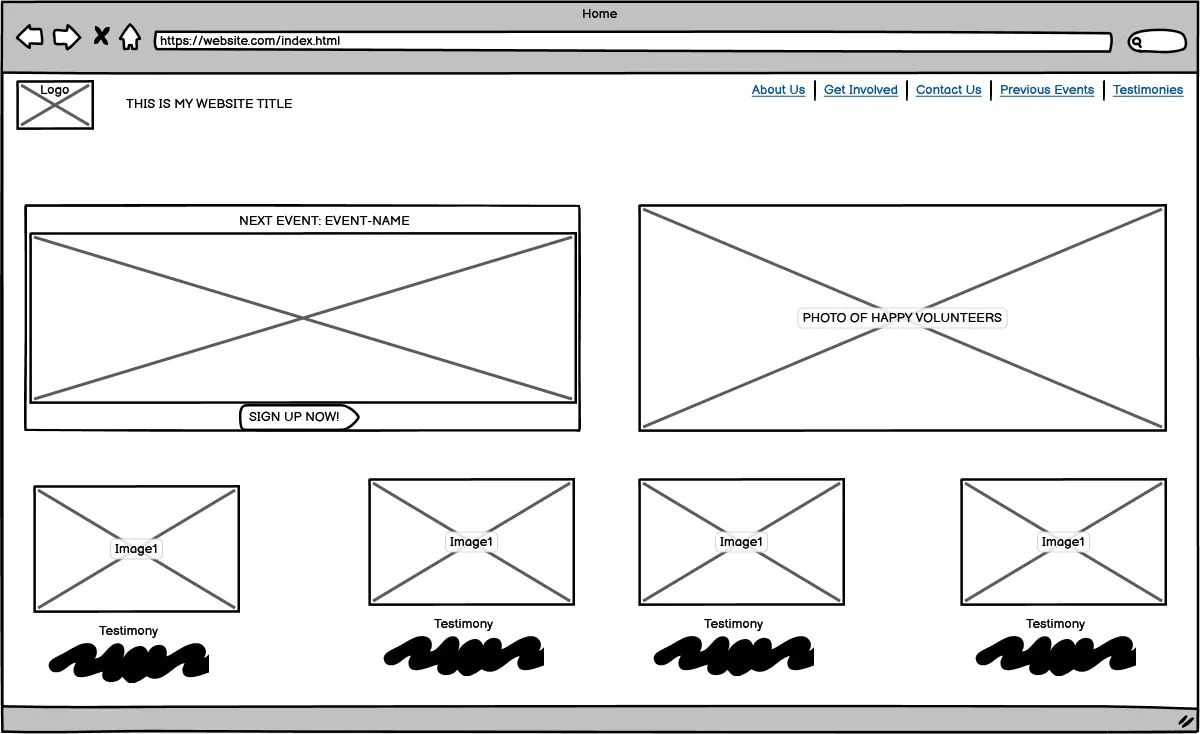 Home
https://website.com/index.html
Logo
THIS IS MY WEBSITE TITLE
About Us
Get Involved
Contact Us
Previous Events
Testimonies
NEXT EVENT: EVENT-NAME
SIGN UP NOW!
PHOTO OF HAPPY VOLUNTEERS
Image1
Image1
Image1
Image1
Testimony
Testimony
Testimony
Testimony